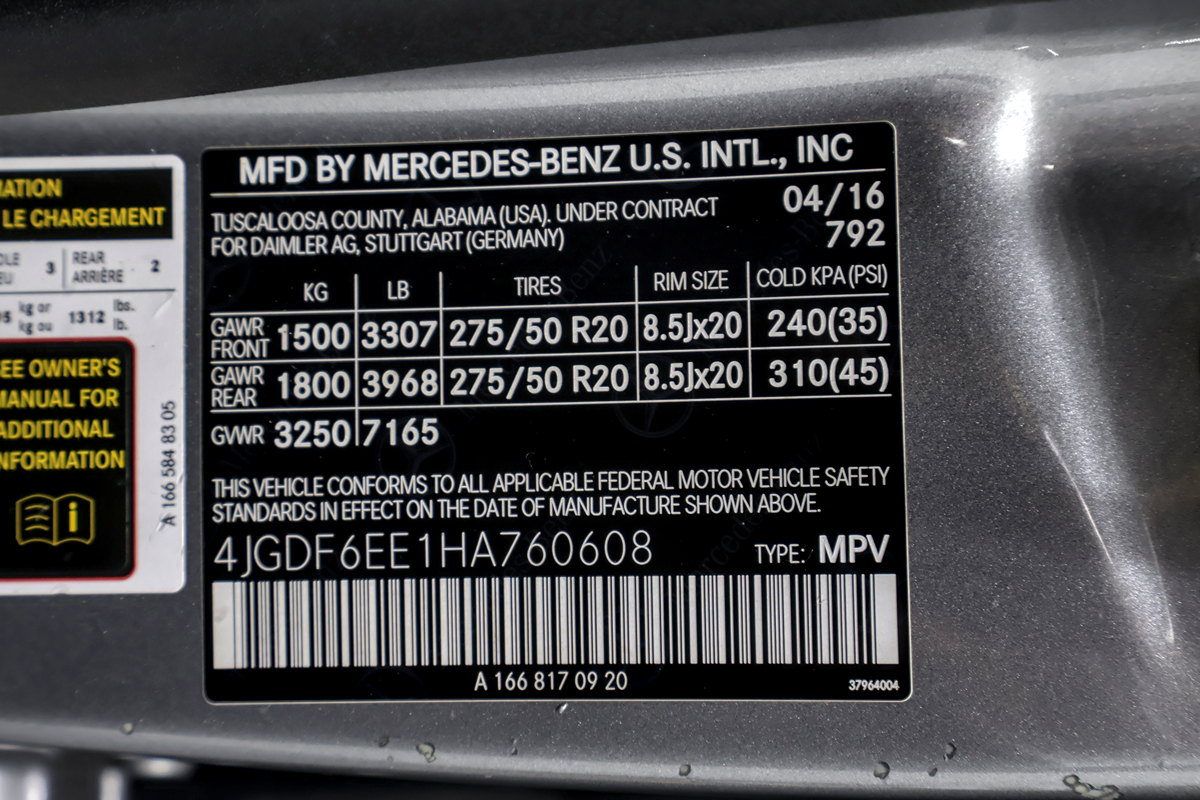 MATION
LE CHARGEMENT
3 REAR 2
ARRIÈRE
kg or 1312 lbs.
kg ou lb.
SEE OWNER'S
MANUAL FOR
ADDITIONAL
INFORMATION
A 166 584 83 05
MFD BY MERCEDES-BENZ U.S. INTL., INC
TUSCALOOSA COUNTY, ALABAMA (USA). UNDER CONTRACT 04/16
FOR DAIMLER AG, STUTTGART (GERMANY) 792
KG LB TIRES RIM SIZE COLD KPA(PSI)
GAWR FRONT 1500 3307 275/50 R20 8.5Jx20 240(35)
GAWR REAR 1800 3968 275/50 R20 8.5Jx20 310(45)
GVWR 3250 7165
THIS VEHICLE CONFORMS TO ALL APPLICABLE FEDERAL MOTOR VEHICLE SAFETY
STANDARDS IN EFFECT ON THE DATE OF MANUFACTURE SHOWN ABOVE.
4JGDF6EE1HA760608 TYPE: MPV
A 166 817 09 20 37964004